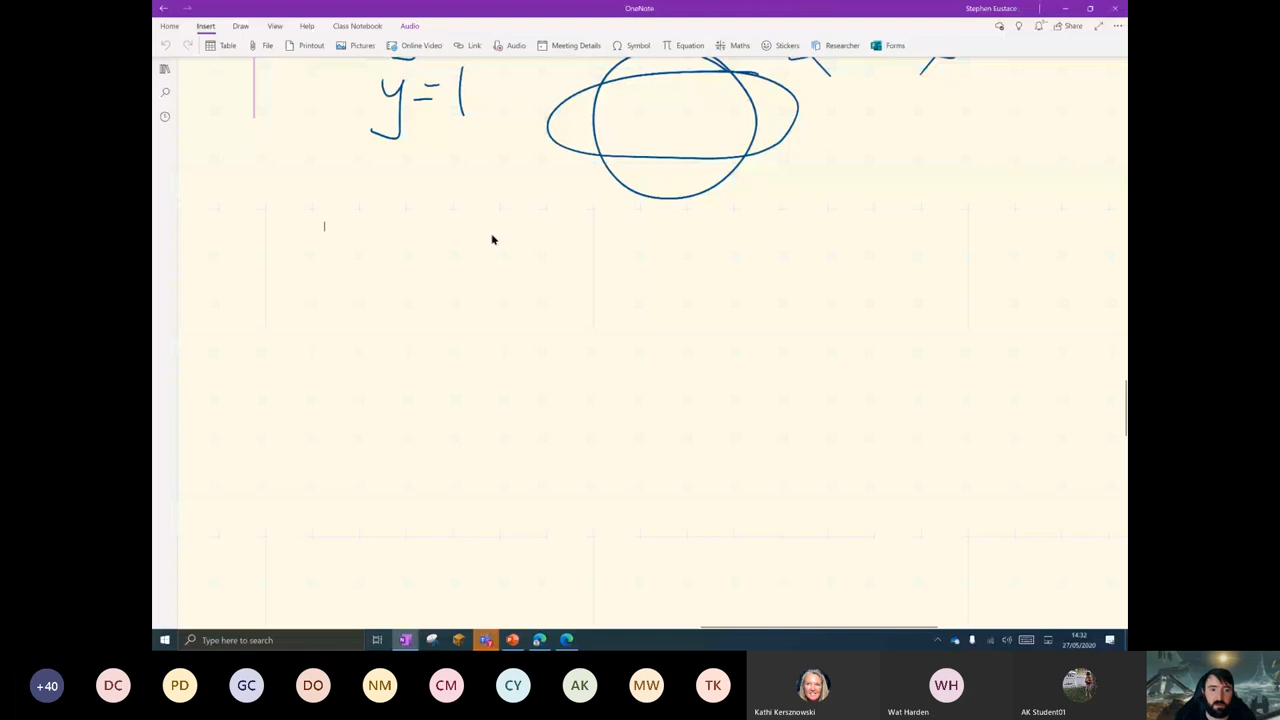 OneNote
Stephen Eustace
Home Insert Draw View Help Class Notebook Audio
Share
Table File Printout Pictures Online Video Link Audio Meeting Details Symbol Equation Maths Stickers Researcher Forms
y = 1
Type here to search
14:32
27/05/2020
+40 DC PD GC DO NM CM CY AK MW TK WH
Kathi Kersznowski Wat Harden AK Student01